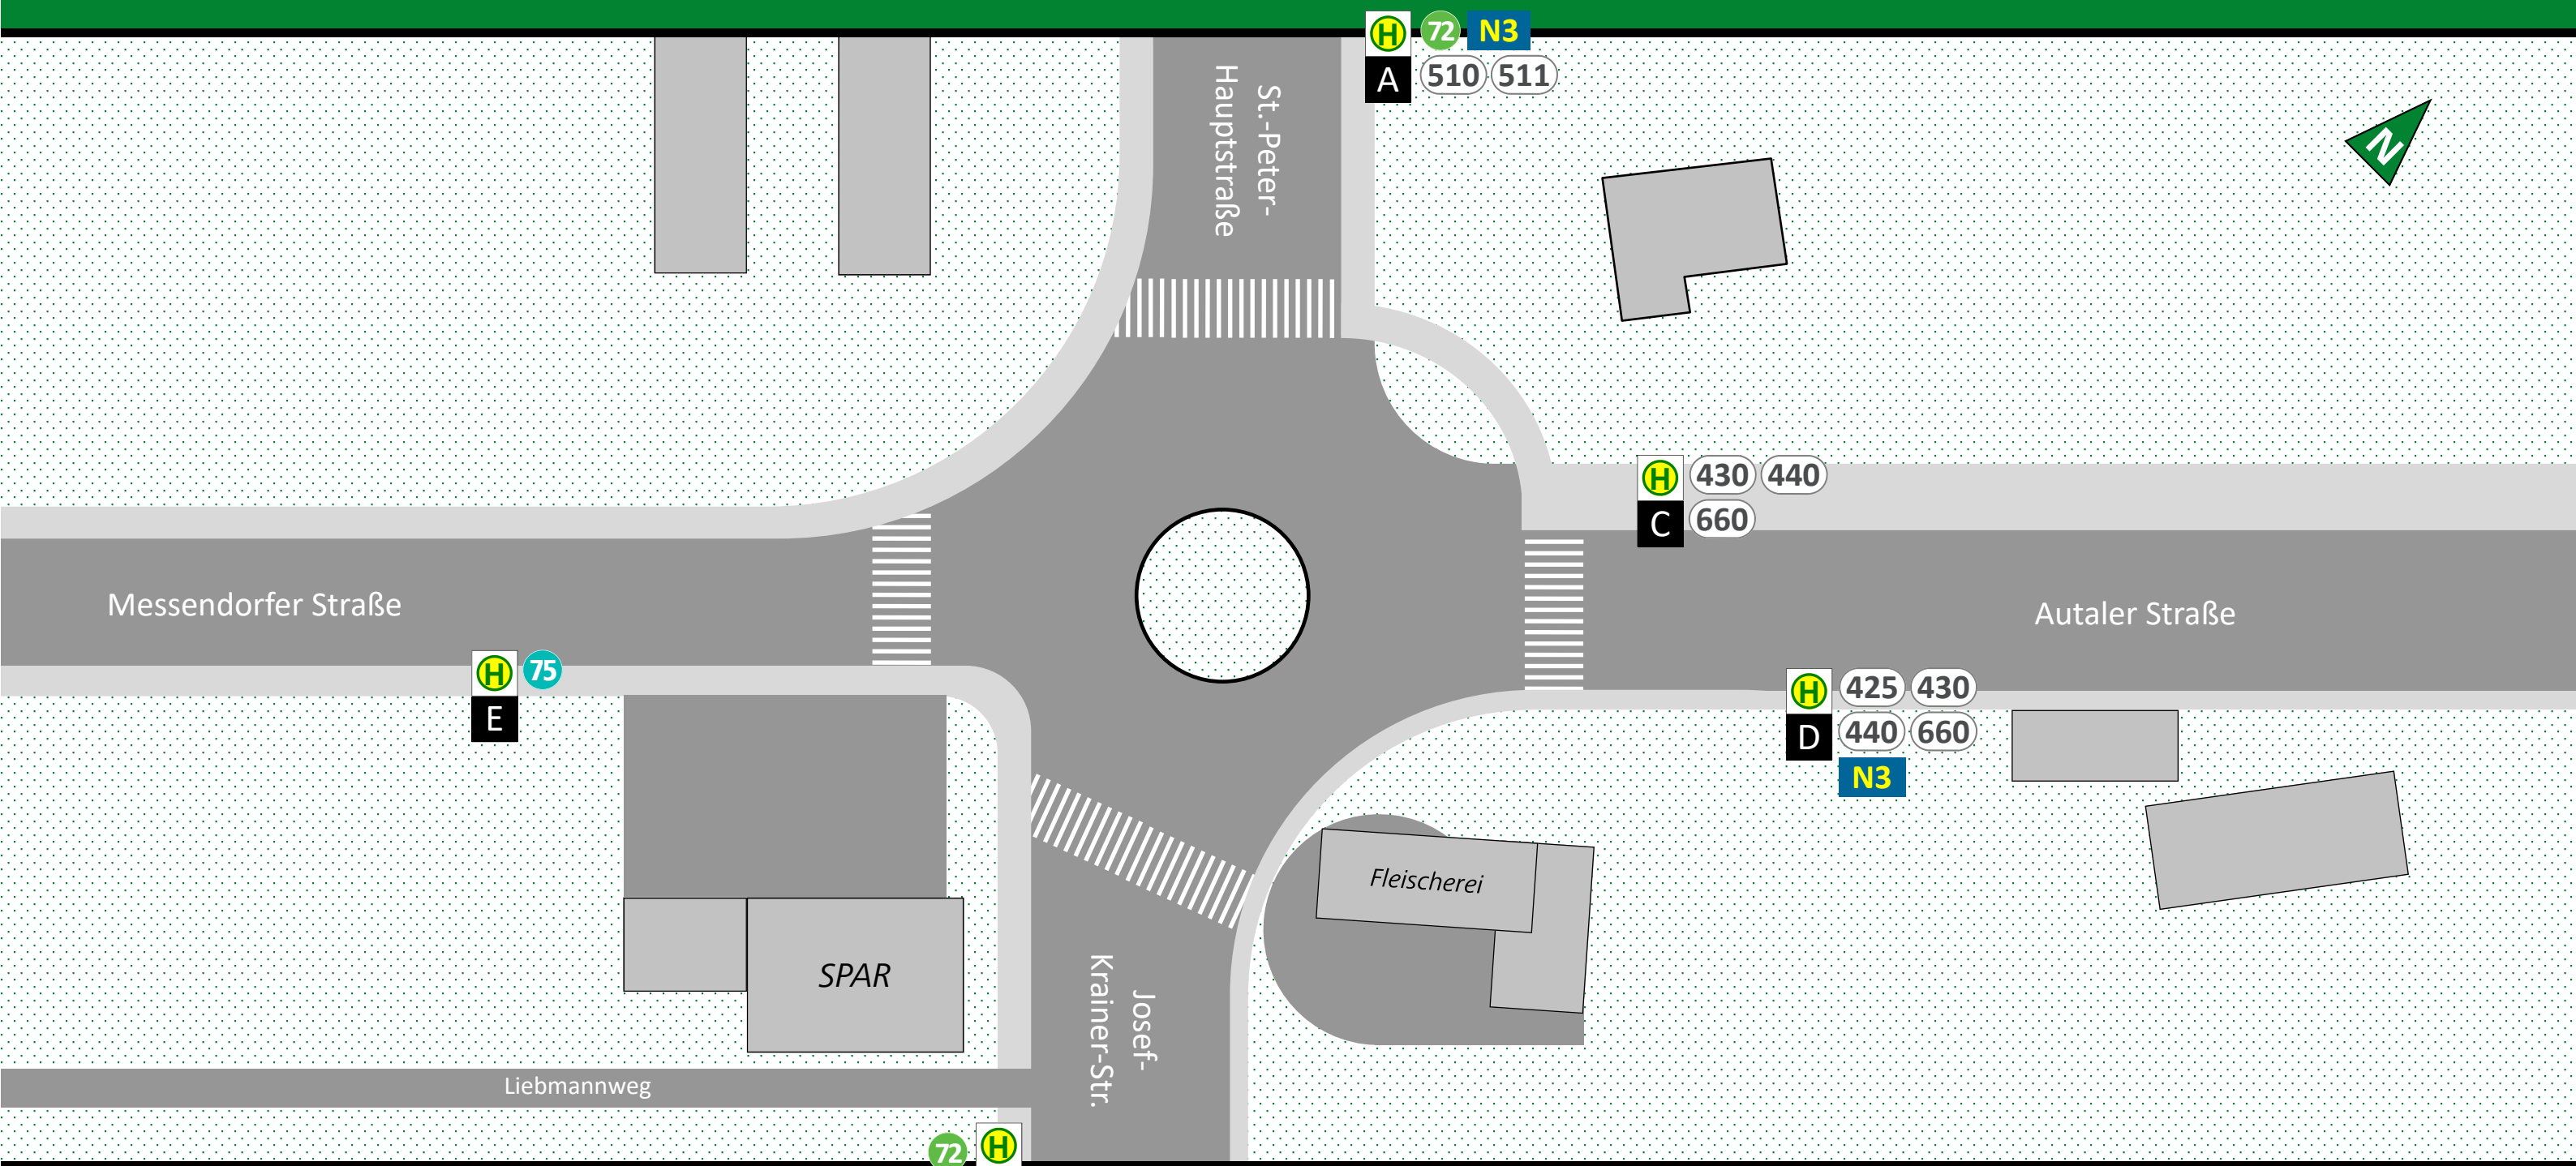 H 72 N3
A 510 511
St.-Peter-
Hauptstraße
N
H 430 440
C 660
Messendorfer Straße
Autaler Straße
H 75
E
H 425 430
D 440 660
N3
Fleischerei
SPAR
Josef-
Krainer-Str.
Liebmannweg
72 H